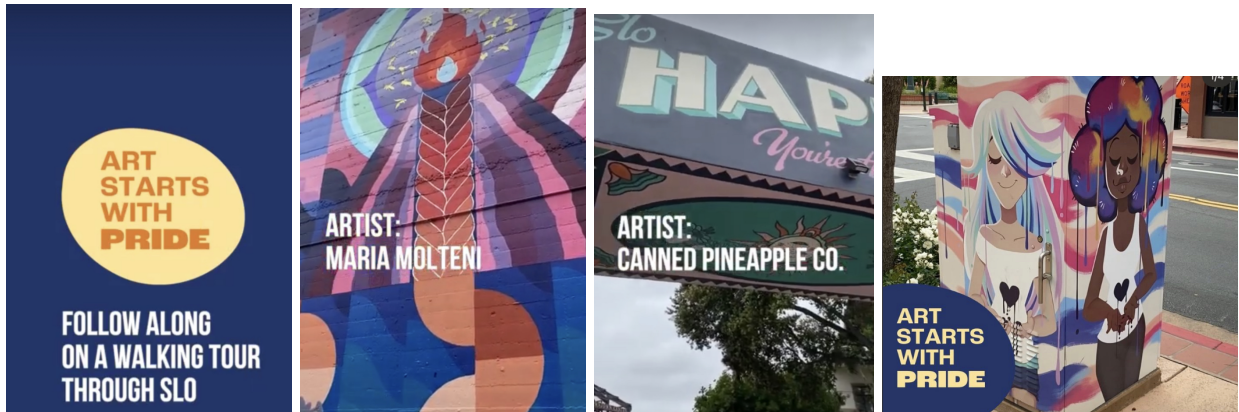 ART
STARTS
WITH
PRIDE
FOLLOW ALONG
ON A WALKING TOUR
THROUGH SLO
ARTIST:
MARIA MOLTENI
Slo
HAP
You're
ARTIST:
CANNED PINEAPPLE CO.
ART
STARTS
WITH
PRIDE